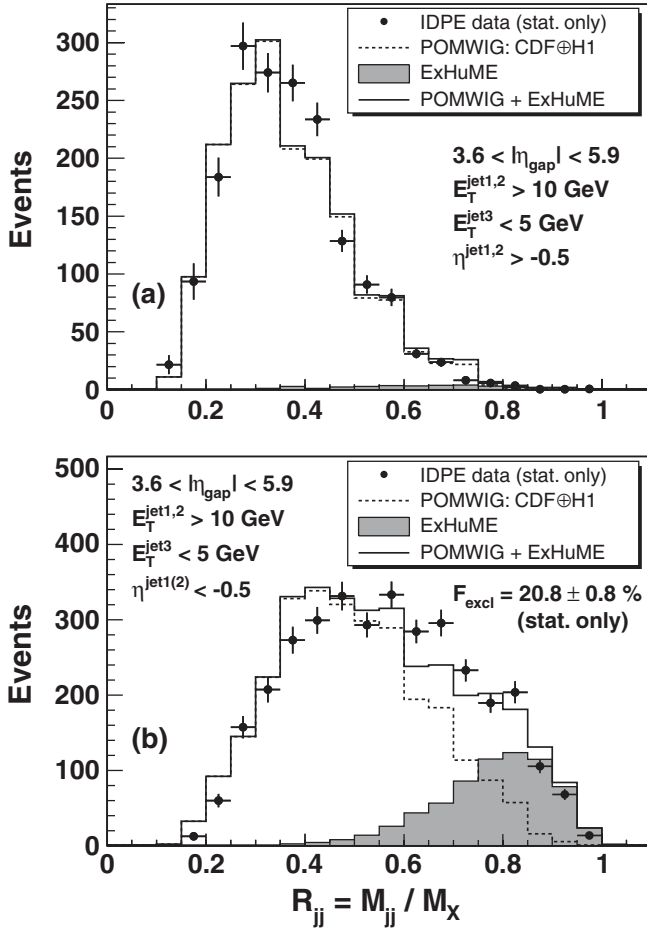 300
250
200
150
100
50
0
Events
(a)
IDPE data (stat. only)
POMWIG: CDF⊕H1
ExHuME
POMWIG + ExHuME
3.6 < |η_gap| < 5.9
E_T^jet1,2 > 10 GeV
E_T^jet3 < 5 GeV
η^jet1,2 > -0.5
0 0.2 0.4 0.6 0.8 1
500
400
300
200
100
0
Events
(b)
3.6 < |η_gap| < 5.9
E_T^jet1,2 > 10 GeV
E_T^jet3 < 5 GeV
η^jet1(2) < -0.5
IDPE data (stat. only)
POMWIG: CDF⊕H1
ExHuME
POMWIG + ExHuME
F_excl = 20.8 ± 0.8 %
(stat. only)
0 0.2 0.4 0.6 0.8 1
R_jj = M_jj / M_X